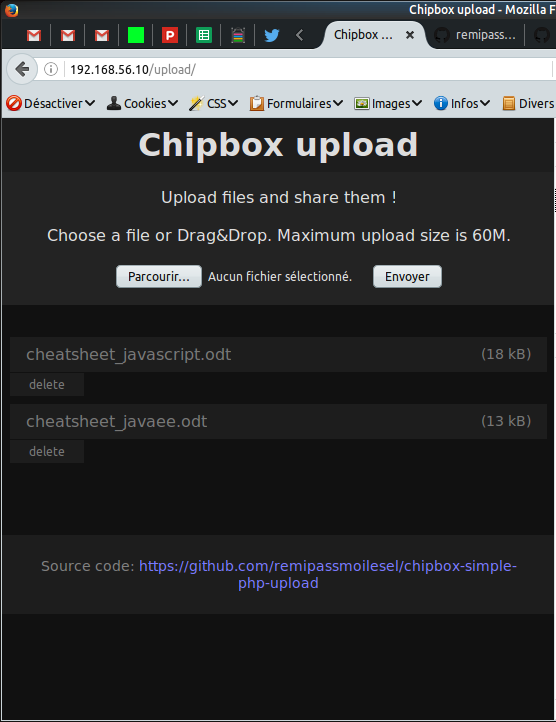 Chipbox upload - Mozilla F
Chipbox ... × remipass...
192.168.56.10/upload/
Désactiver Cookies CSS Formulaires Images Infos Divers
Chipbox upload
Upload files and share them !
Choose a file or Drag&Drop. Maximum upload size is 60M.
Parcourir... Aucun fichier sélectionné. Envoyer
cheatsheet_javascript.odt (18 kB)
delete
cheatsheet_javaee.odt (13 kB)
delete
Source code: https://github.com/remipassmoilesel/chipbox-simple-
php-upload